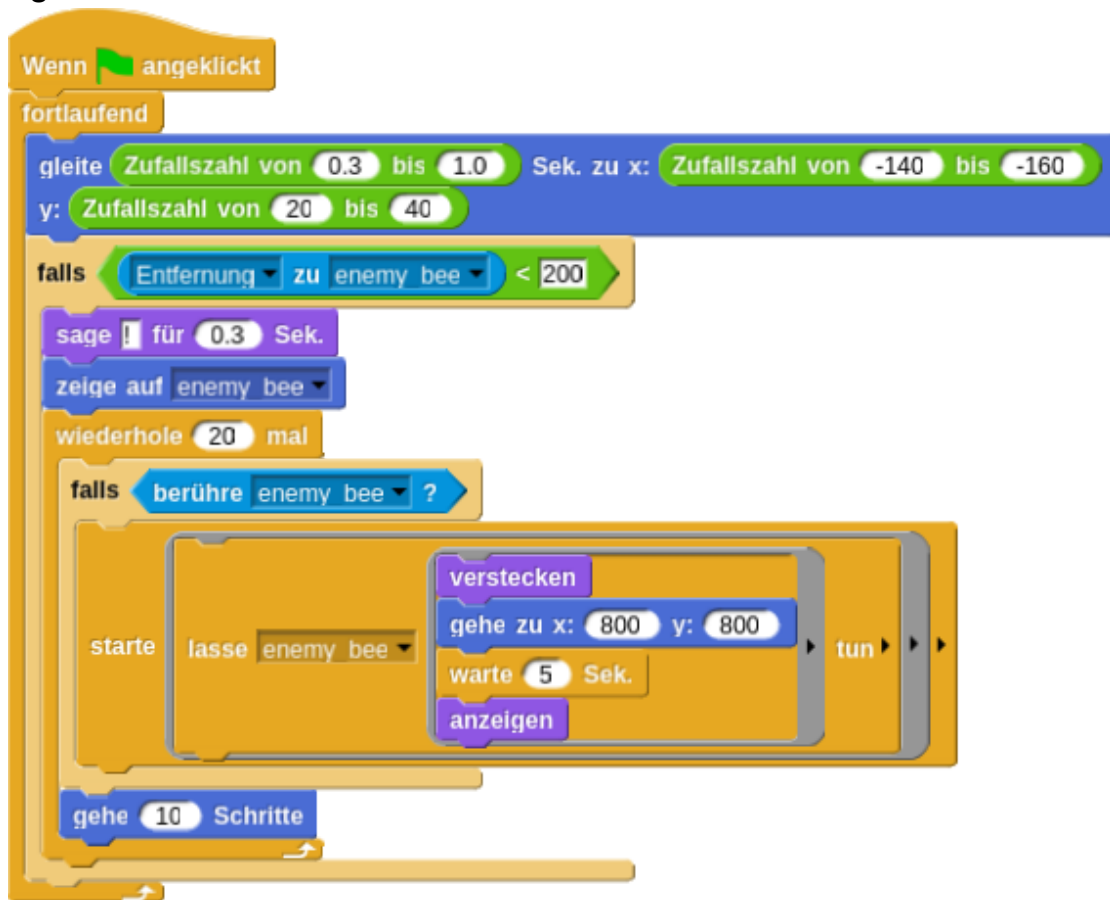 Wenn angeklickt
fortlaufend
gleite Zufallszahl von 0.3 bis 1.0 Sek. zu x: Zufallszahl von -140 bis -160
y: Zufallszahl von 20 bis 40
falls Entfernung zu enemy bee < 200
sage ! für 0.3 Sek.
zeige auf enemy bee
wiederhole 20 mal
falls berühre enemy bee ?
starte lasse enemy bee
verstecken
gehe zu x: 800 y: 800
warte 5 Sek.
anzeigen
tun
gehe 10 Schritte